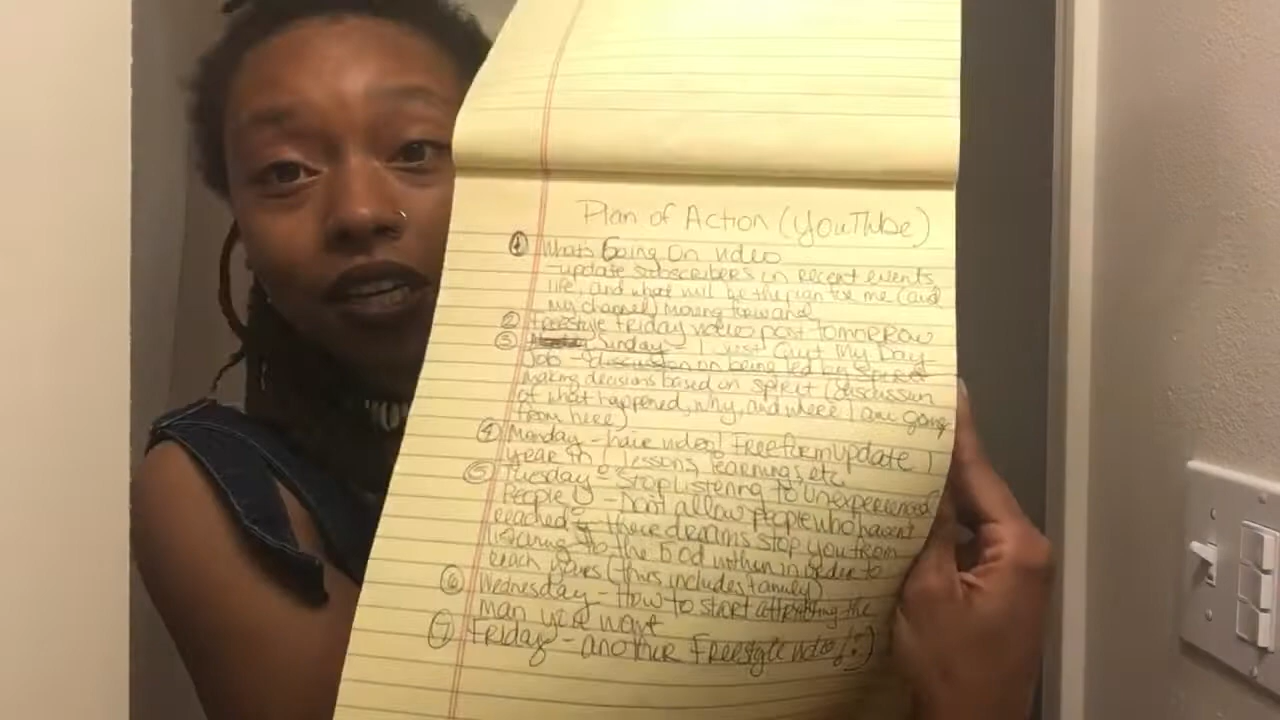 Plan of Action (YouTube)
① What's Going On video
-update subscribers on recent events,
life, and what will be the plan for me (and
my channel) moving forward
② Freestyle Friday video post tomorrow
③ Sunday - I Just Quit My Day
Job - discussion on being led by spirit
making decisions based on spirit (discussion
of what happened, why, and where I am going
from here)
④ Monday - hair video! Freeform update 1
year in (lessons, learnings, etc
⑤ Tuesday - Stop listening to Unexperienced
People - Don't allow people who haven't
reached their dreams stop you from
listening to the God within in order to
reach yours (this includes family)
⑥ Wednesday - How to start attracting the
man you want
⑦ Friday - another Freestyle video! :)